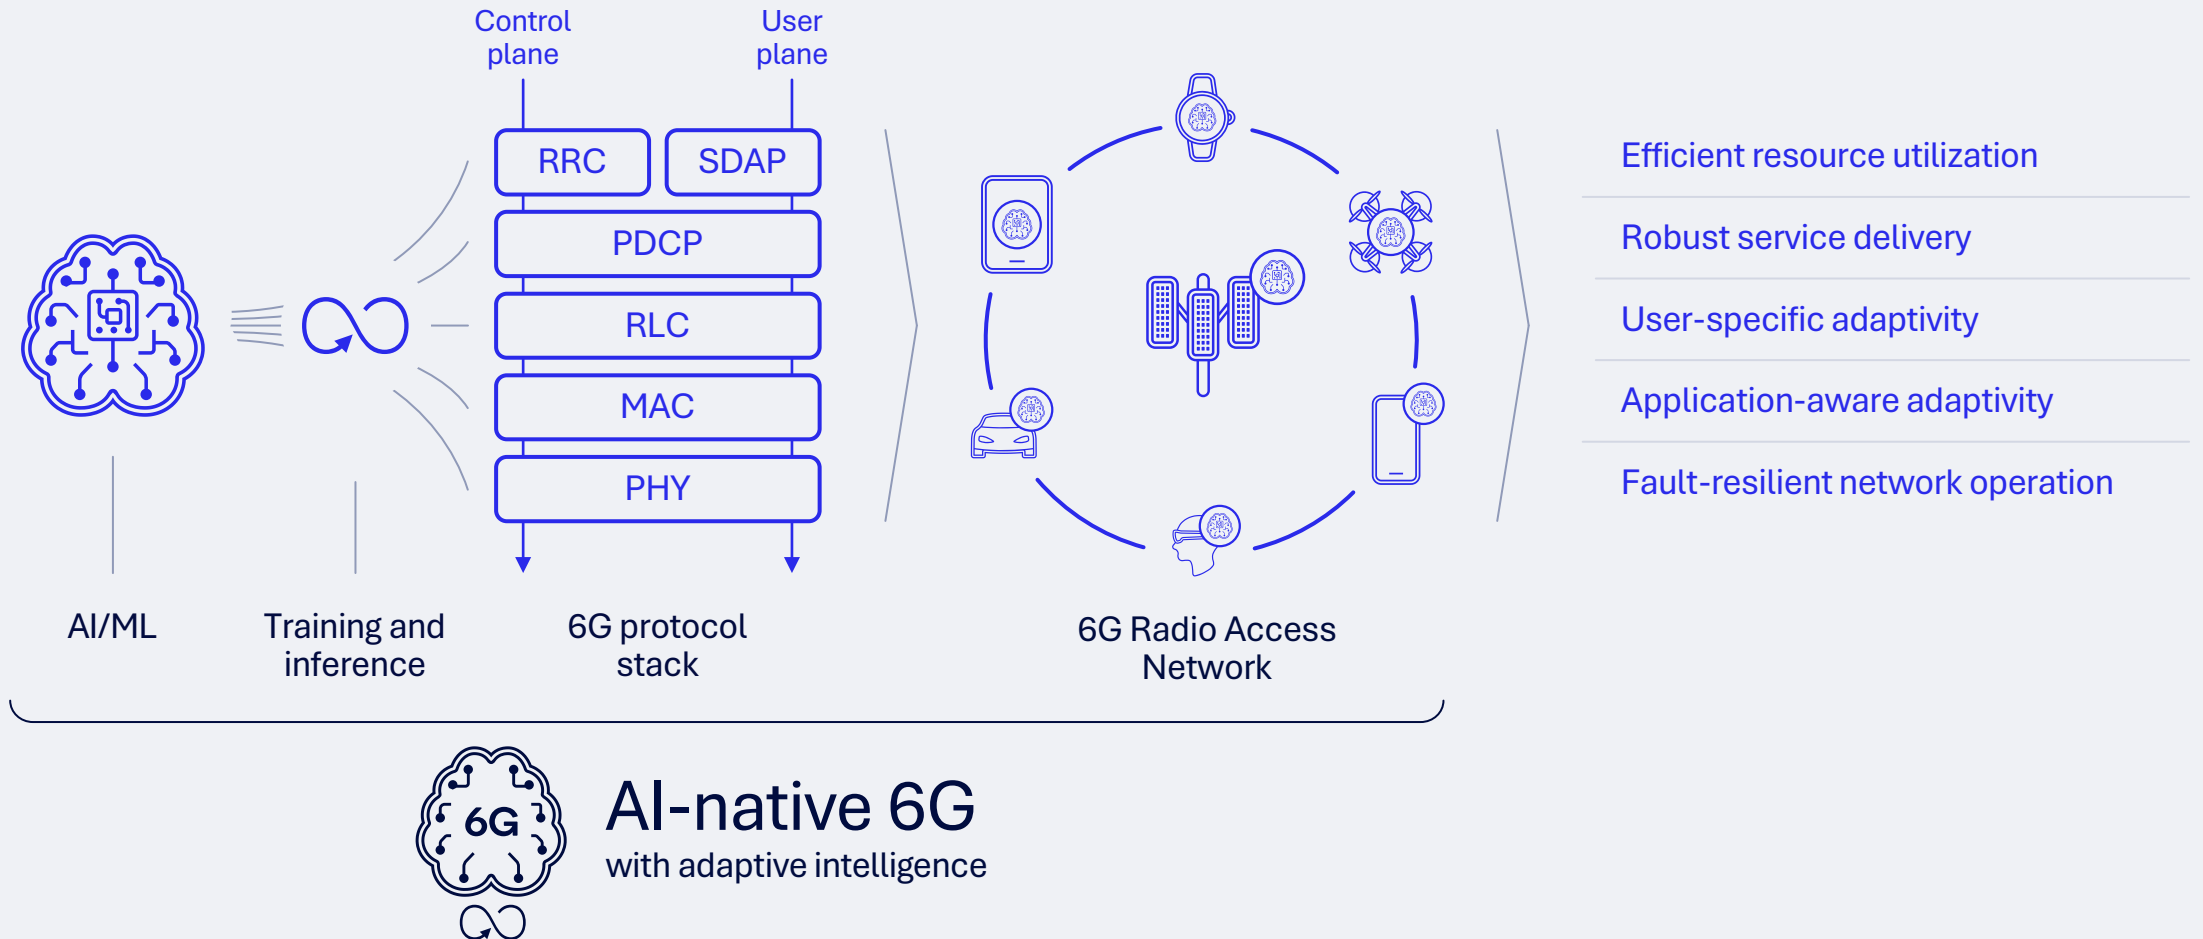 Control
plane
User
plane
RRC
SDAP
PDCP
RLC
MAC
PHY
AI/ML
Training and
inference
6G protocol
stack
6G Radio Access
Network
Efficient resource utilization
Robust service delivery
User-specific adaptivity
Application-aware adaptivity
Fault-resilient network operation
6G
AI-native 6G
with adaptive intelligence